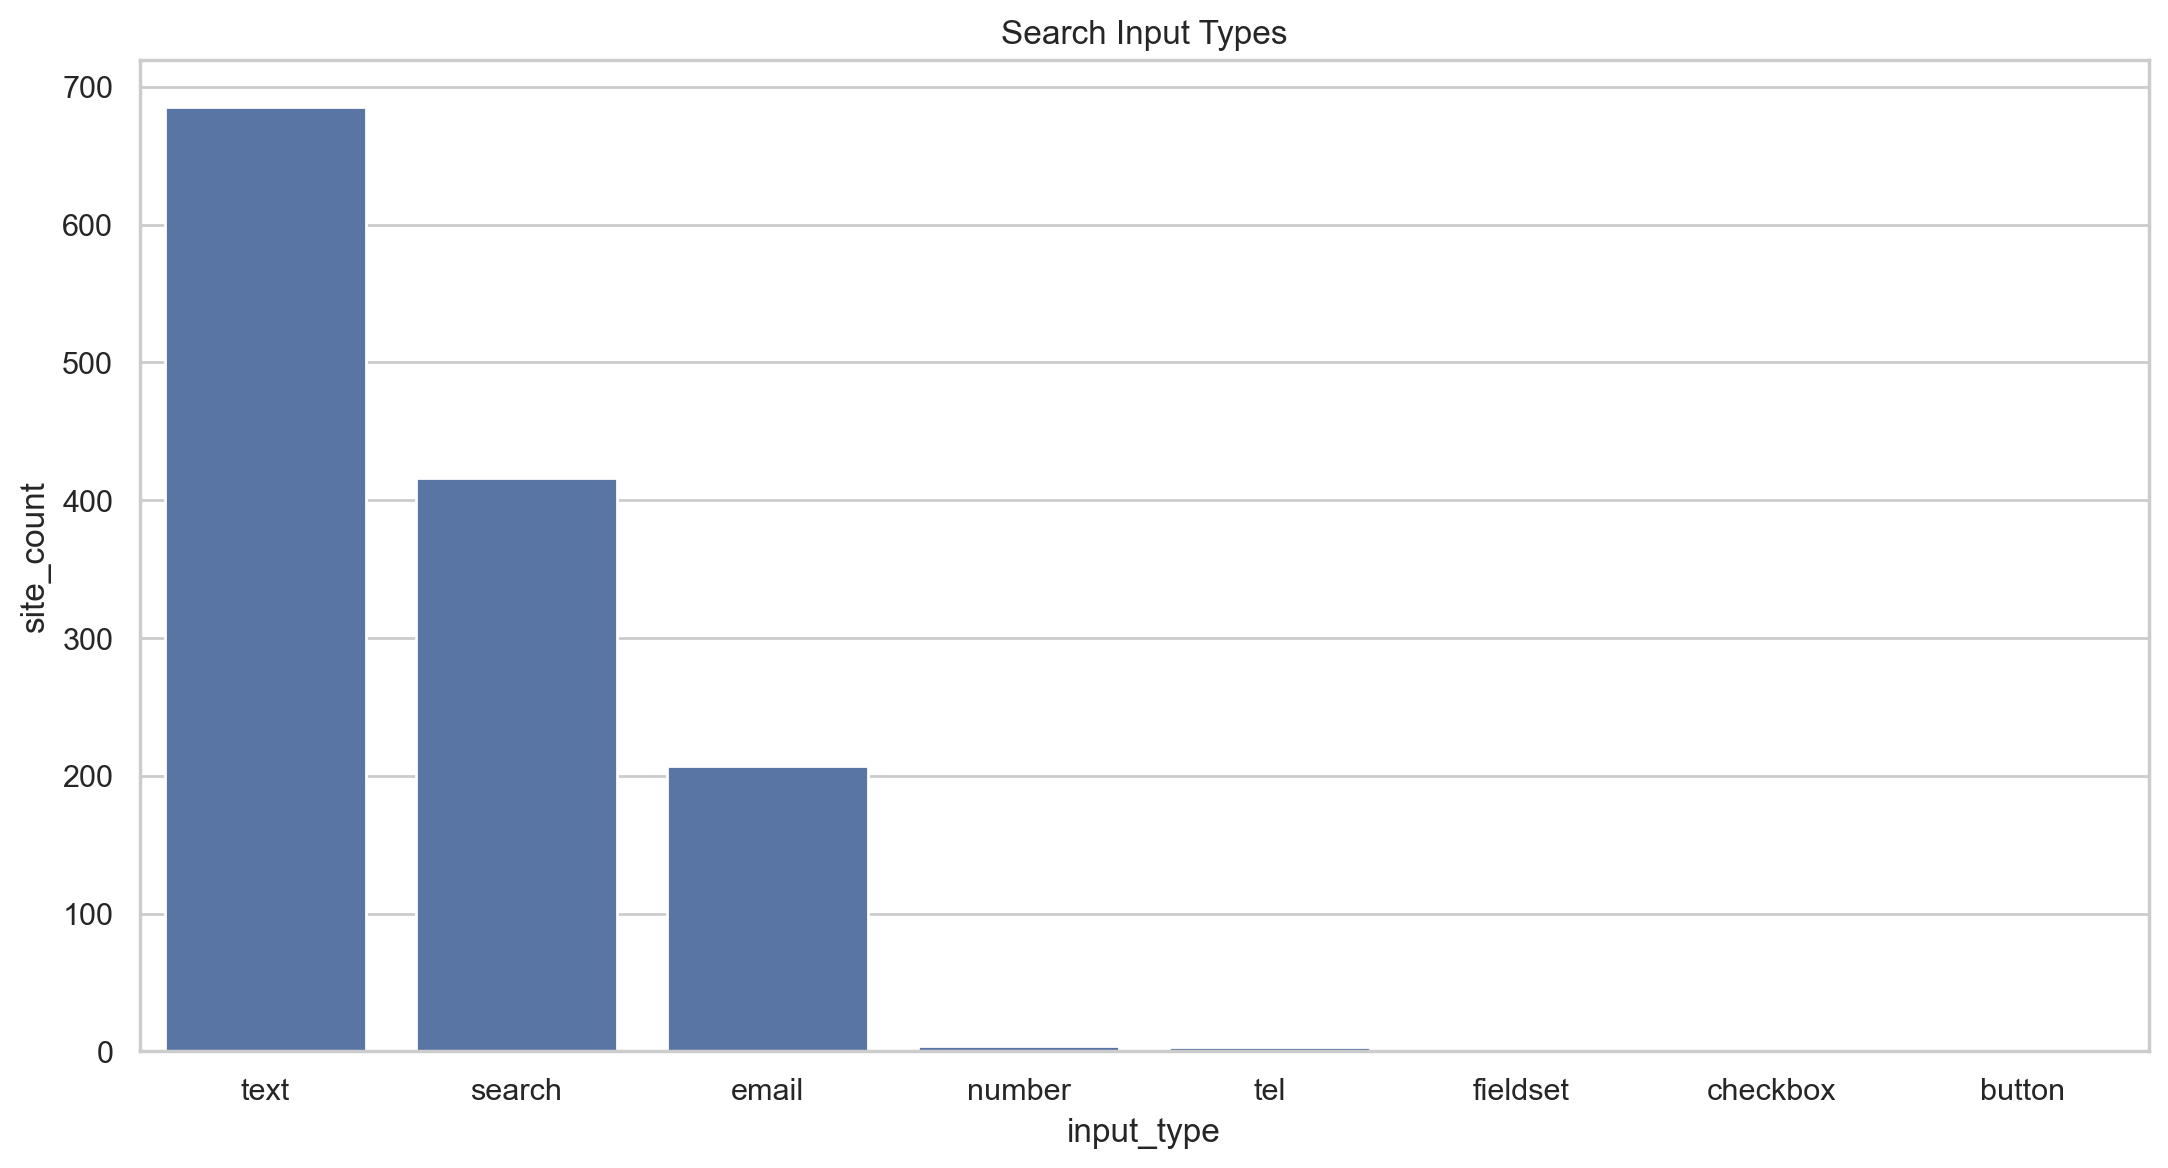 Search Input Types
700
600
500
400
300
200
100
0
site_count
text search email number tel fieldset checkbox button
input_type